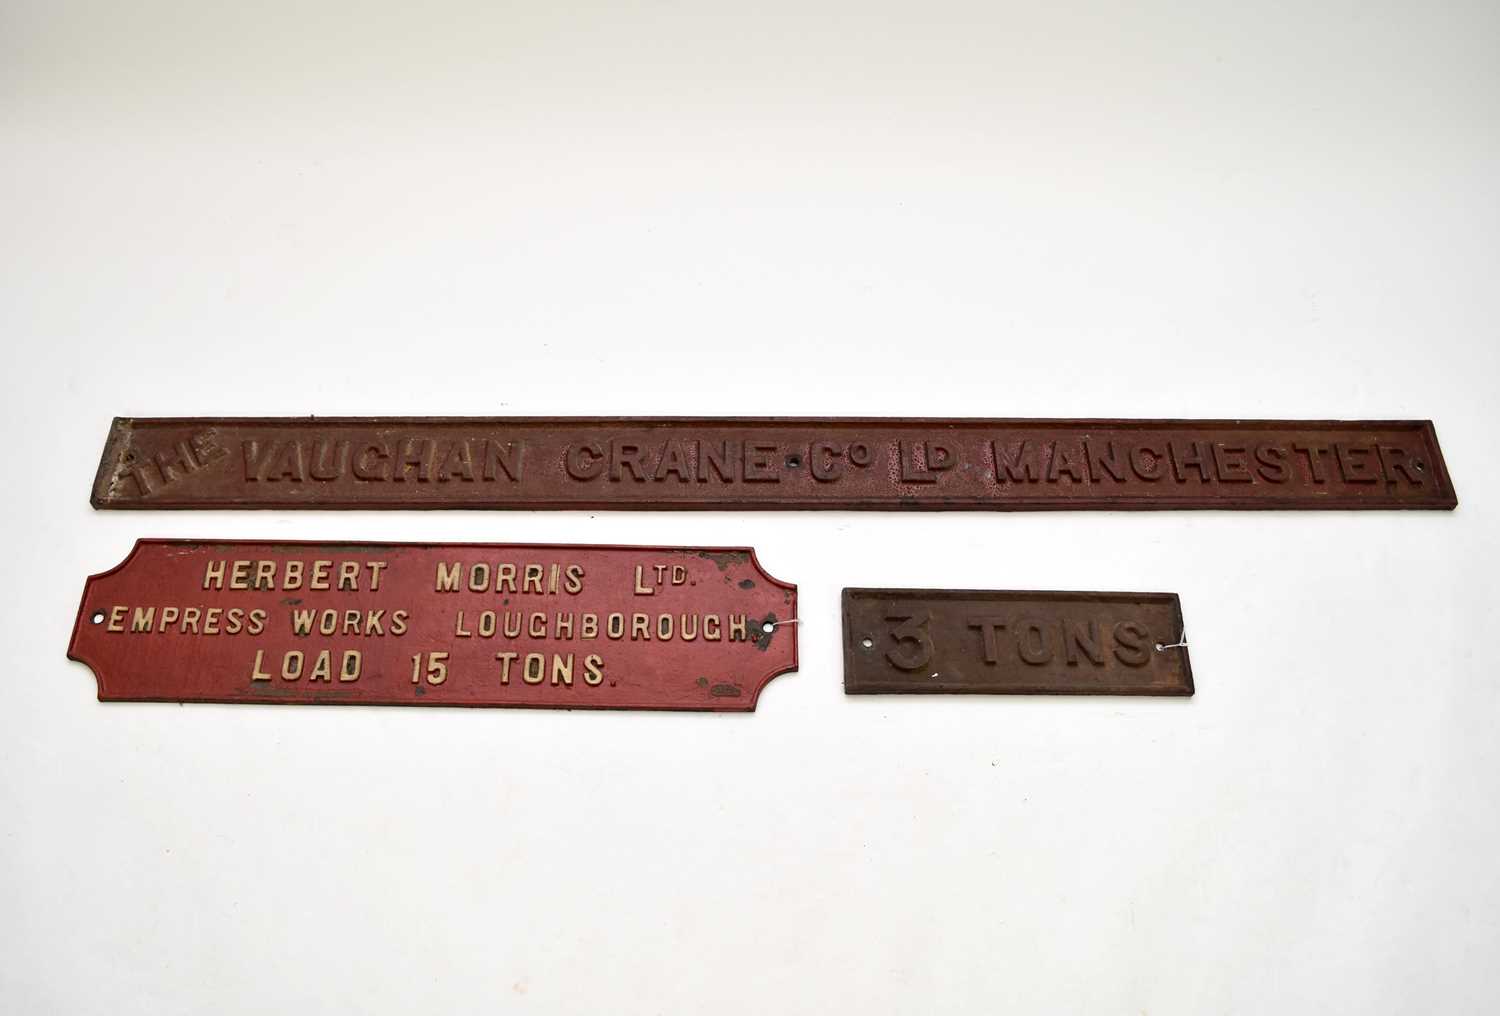 THE VAUGHAN CRANE Cº Lᴰ MANCHESTER
HERBERT MORRIS LTD.
EMPRESS WORKS LOUGHBOROUGH.
LOAD 15 TONS.
3 TONS